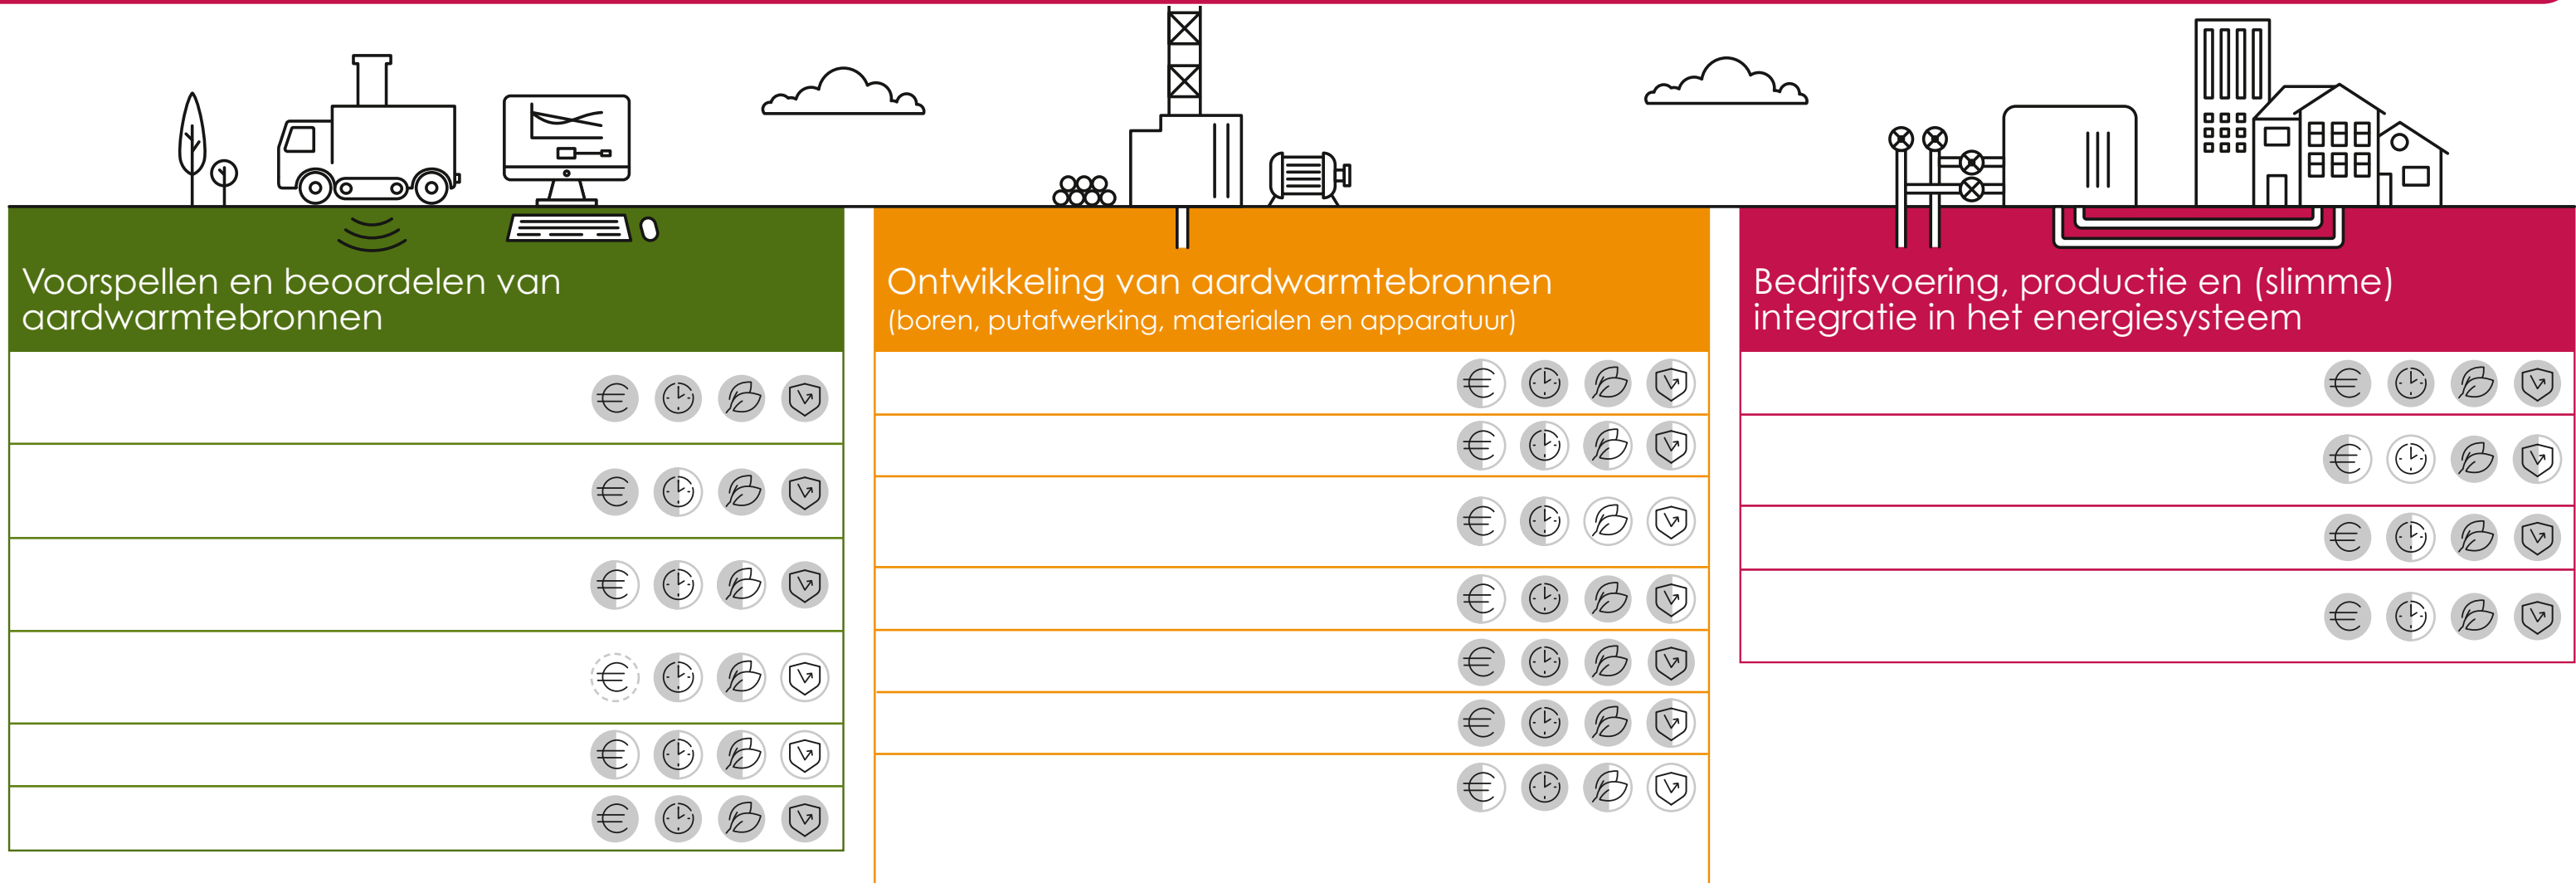 Voorspellen en beoordelen van
aardwarmtebronnen
Ontwikkeling van aardwarmtebronnen
(boren, putafwerking, materialen en apparatuur)
Bedrijfsvoering, productie en (slimme)
integratie in het energiesysteem